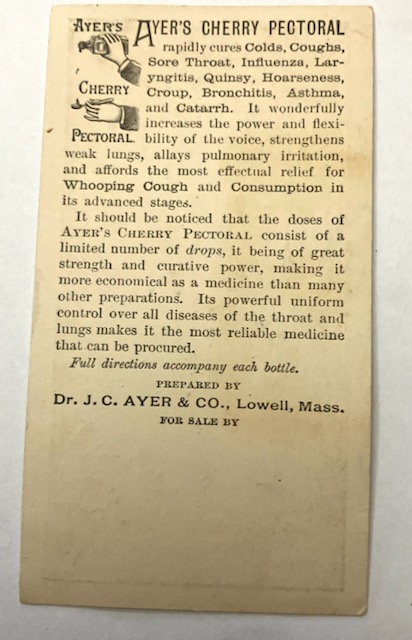 AYER'S
CHERRY
PECTORAL.
AYER'S CHERRY PECTORAL
rapidly cures Colds, Coughs,
Sore Throat, Influenza, Lar-
yngitis, Quinsy, Hoarseness,
Croup, Bronchitis, Asthma,
and Catarrh. It wonderfully
increases the power and flexi-
bility of the voice, strengthens
weak lungs, allays pulmonary irritation,
and affords the most effectual relief for
Whooping Cough and Consumption in
its advanced stages.
It should be noticed that the doses of
AYER'S CHERRY PECTORAL consist of a
limited number of drops, it being of great
strength and curative power, making it
more economical as a medicine than many
other preparations. Its powerful uniform
control over all diseases of the throat and
lungs makes it the most reliable medicine
that can be procured.
Full directions accompany each bottle.
PREPARED BY
Dr. J. C. AYER & CO., Lowell, Mass.
FOR SALE BY